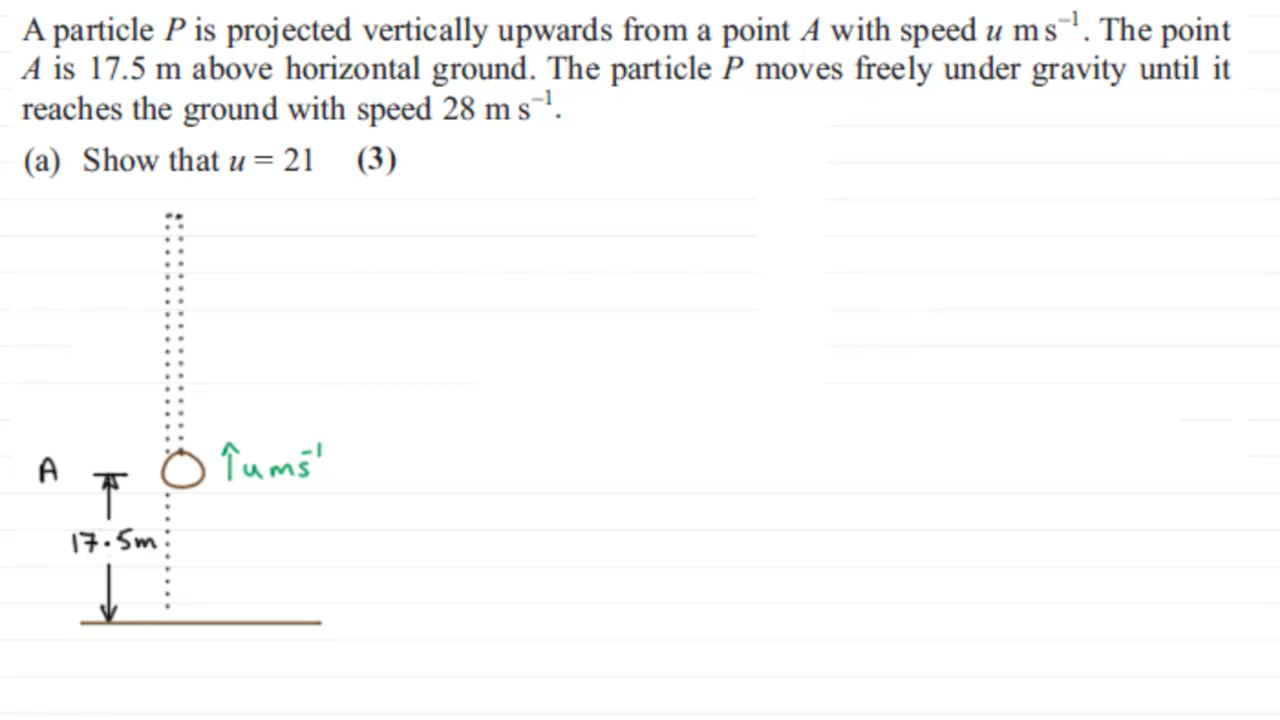 A particle P is projected vertically upwards from a point A with speed u m s⁻¹. The point
A is 17.5 m above horizontal ground. The particle P moves freely under gravity until it
reaches the ground with speed 28 m s⁻¹.
(a) Show that u = 21 (3)
A ↑u ms⁻¹
17.5m